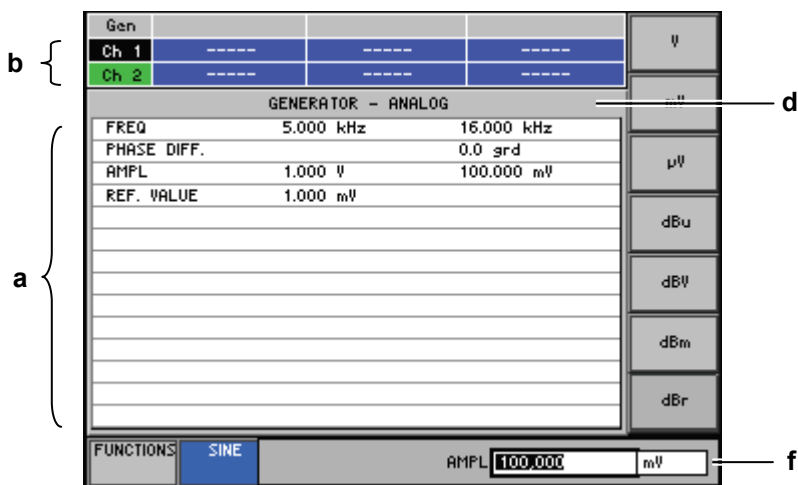 Gen
V
b
Ch 1 ----- ----- -----
Ch 2 ----- ----- -----
GENERATOR - ANALOG
mV
d
FREQ 5.000 kHz 16.000 kHz
PHASE DIFF. 0.0 grd
AMPL 1.000 V 100.000 mV
µV
REF. VALUE 1.000 mV
dBu
a
dBV
dBm
dBr
FUNCTIONS SINE
AMPL 100.000 mV
f